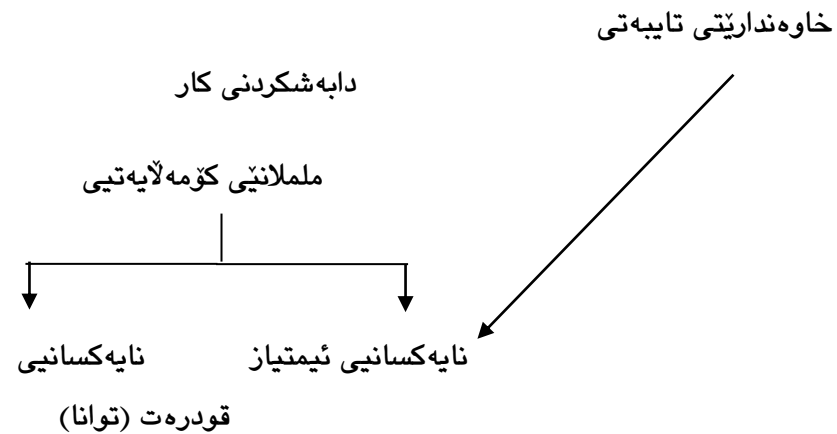 خاوەندارێتی تایبەتی
دابەشکردنی کار
ململانێی کۆمەڵایەتیی
نایەکسانیی ئیمتیاز
نایەکسانیی
قودرەت (توانا)